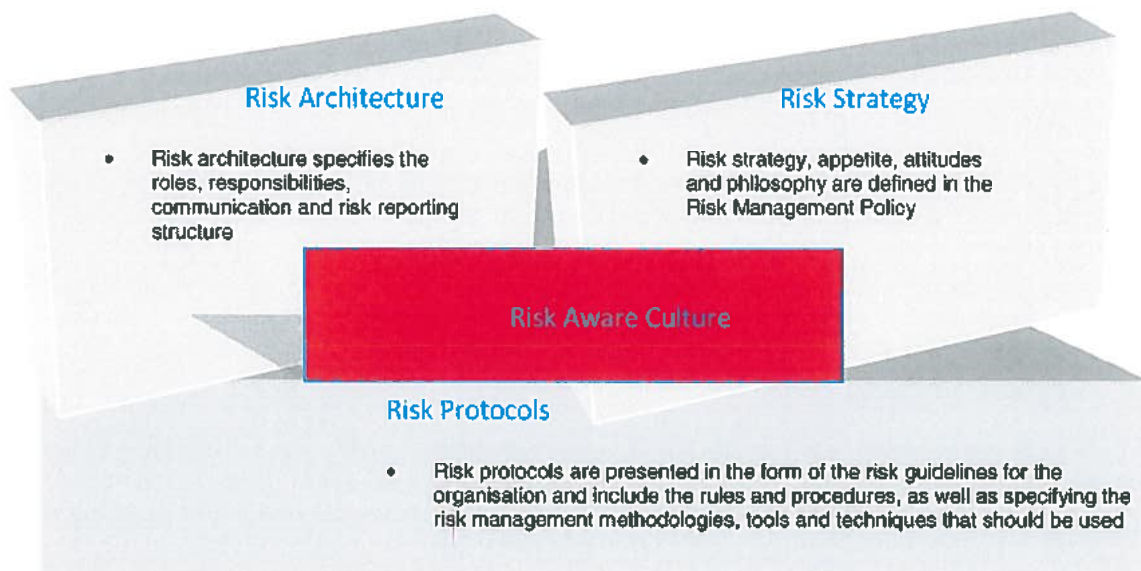 Risk Architecture
• Risk architecture specifies the
roles, responsibilities,
communication and risk reporting
structure
Risk Strategy
• Risk strategy, appetite, attitudes
and philosophy are defined in the
Risk Management Policy
Risk Aware Culture
Risk Protocols
• Risk protocols are presented in the form of the risk guidelines for the
organisation and include the rules and procedures, as well as specifying the
risk management methodologies, tools and techniques that should be used